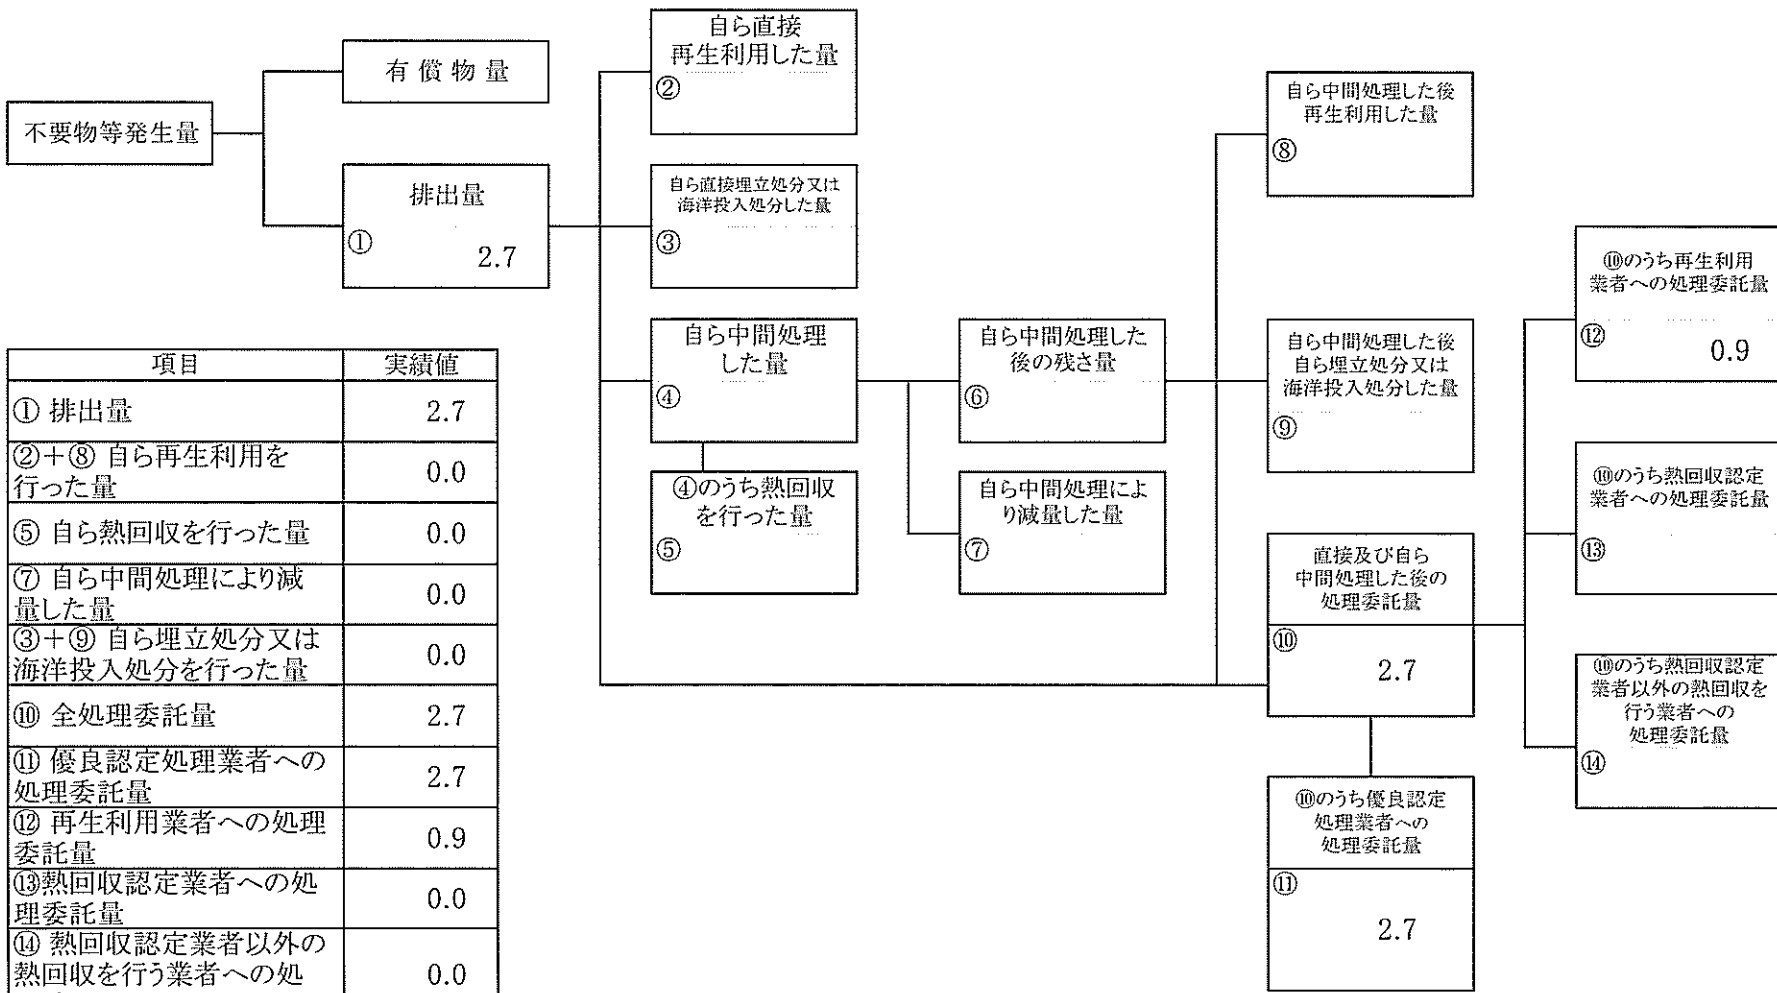 不要物等発生量
有償物量
排出量
①
2.7
自ら直接
再生利用した量
②
自ら直接埋立処分又は
海洋投入処分した量
③
自ら中間処理
した量
④
④のうち熱回収
を行った量
⑤
自ら中間処理した
後の残さ量
⑥
自ら中間処理によ
り減量した量
⑦
自ら中間処理した後
再生利用した量
⑧
自ら中間処理した後
自ら埋立処分又は
海洋投入処分した量
⑨
直接及び自ら
中間処理した後の
処理委託量
⑩
2.7
⑩のうち優良認定
処理業者への
処理委託量
⑪
2.7
⑩のうち再生利用
業者への処理委託量
⑫
0.9
⑩のうち熱回収認定
業者への処理委託量
⑬
⑩のうち熱回収認定
業者以外の熱回収を
行う業者への
処理委託量
⑭
項目 実績値
① 排出量 2.7
②+⑧ 自ら再生利用を
行った量 0.0
⑤ 自ら熱回収を行った量 0.0
⑦ 自ら中間処理により減
量した量 0.0
③+⑨ 自ら埋立処分又は
海洋投入処分を行った量 0.0
⑩ 全処理委託量 2.7
⑪ 優良認定処理業者への
処理委託量 2.7
⑫ 再生利用業者への処理
委託量 0.9
⑬熱回収認定業者への処
理委託量 0.0
⑭ 熱回収認定業者以外の
熱回収を行う業者への処 0.0